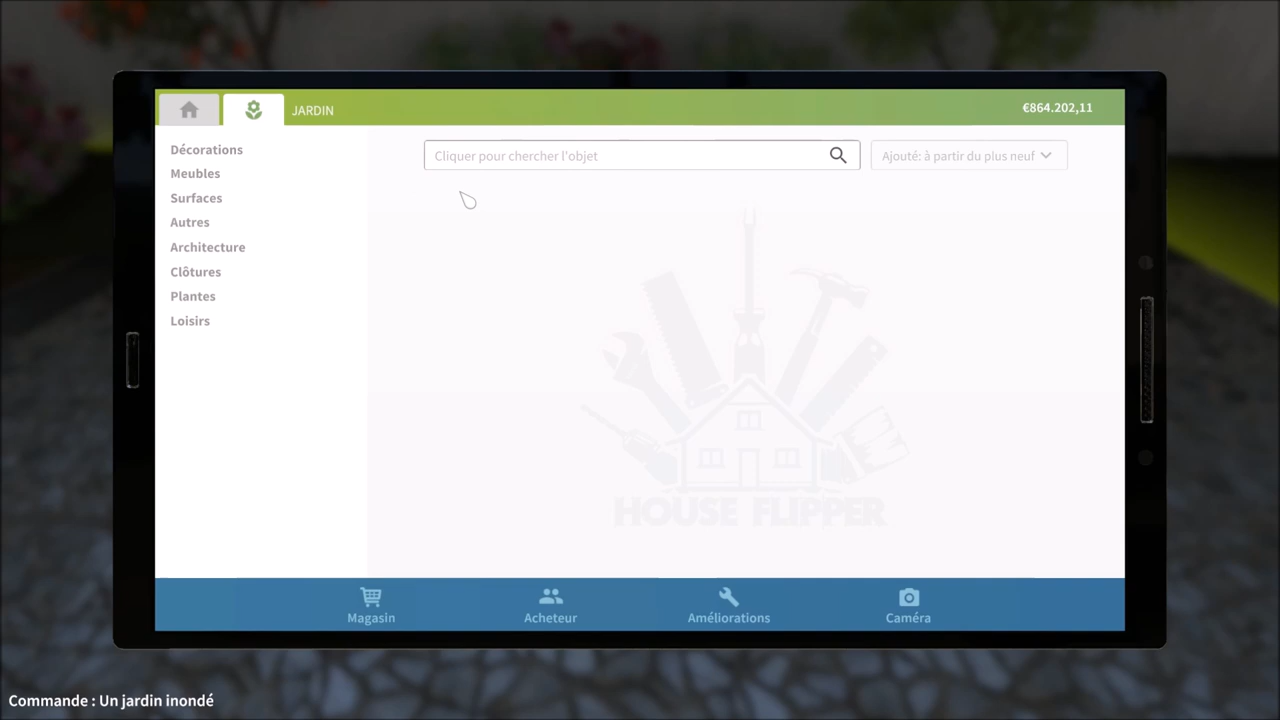 JARDIN
€864.202,11
Cliquer pour chercher l'objet
Ajouté: à partir du plus neuf
Décorations
Meubles
Surfaces
Autres
Architecture
Clôtures
Plantes
Loisirs
HOUSE FLIPPER
Magasin
Acheteur
Améliorations
Caméra
Commande : Un jardin inondé